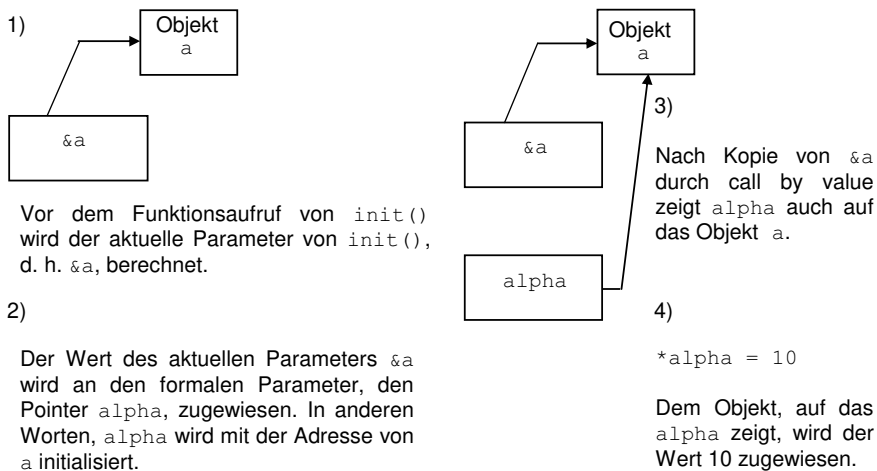 1)
Objekt
a
&a
Vor dem Funktionsaufruf von init()
wird der aktuelle Parameter von init(),
d. h. &a, berechnet.
2)
Der Wert des aktuellen Parameters &a
wird an den formalen Parameter, den
Pointer alpha, zugewiesen. In anderen
Worten, alpha wird mit der Adresse von
a initialisiert.
Objekt
a
&a
alpha
3)
Nach Kopie von &a
durch call by value
zeigt alpha auch auf
das Objekt a.
4)
*alpha = 10
Dem Objekt, auf das
alpha zeigt, wird der
Wert 10 zugewiesen.